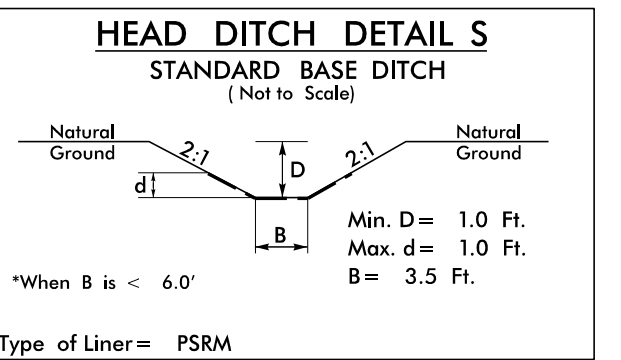 HEAD DITCH DETAIL S
STANDARD BASE DITCH
( Not to Scale)
Natural
Ground
2:1
D
2:1
Natural
Ground
d
B
Min. D = 1.0 Ft.
Max. d = 1.0 Ft.
B = 3.5 Ft.
*When B is < 6.0'
Type of Liner = PSRM